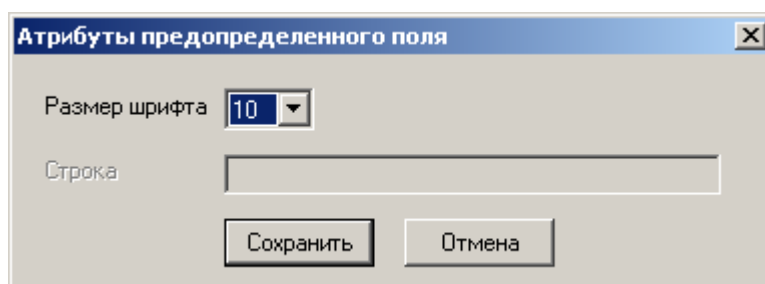 Атрибуты предопределенного поля
Размер шрифта 10
Строка
Сохранить Отмена